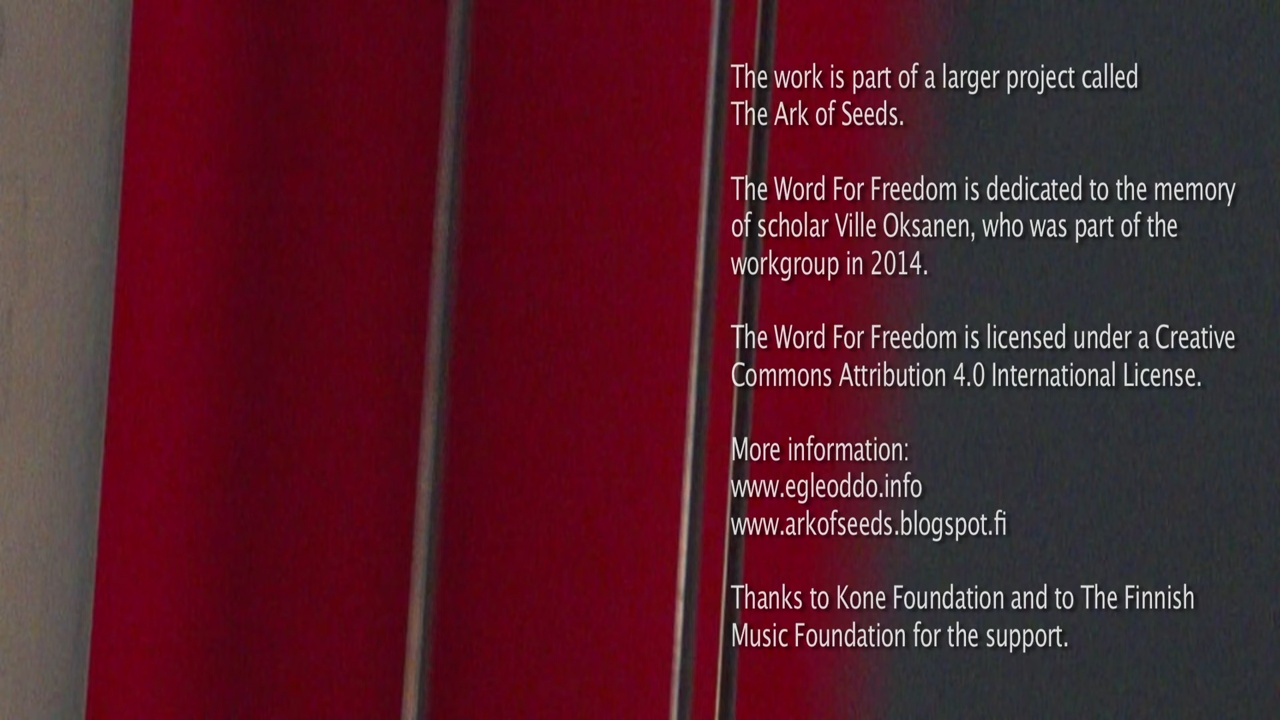 The work is part of a larger project called
The Ark of Seeds.
The Word For Freedom is dedicated to the memory
of scholar Ville Oksanen, who was part of the
workgroup in 2014.
The Word For Freedom is licensed under a Creative
Commons Attribution 4.0 International License.
More information:
www.egleoddo.info
www.arkofseeds.blogspot.fi
Thanks to Kone Foundation and to The Finnish
Music Foundation for the support.